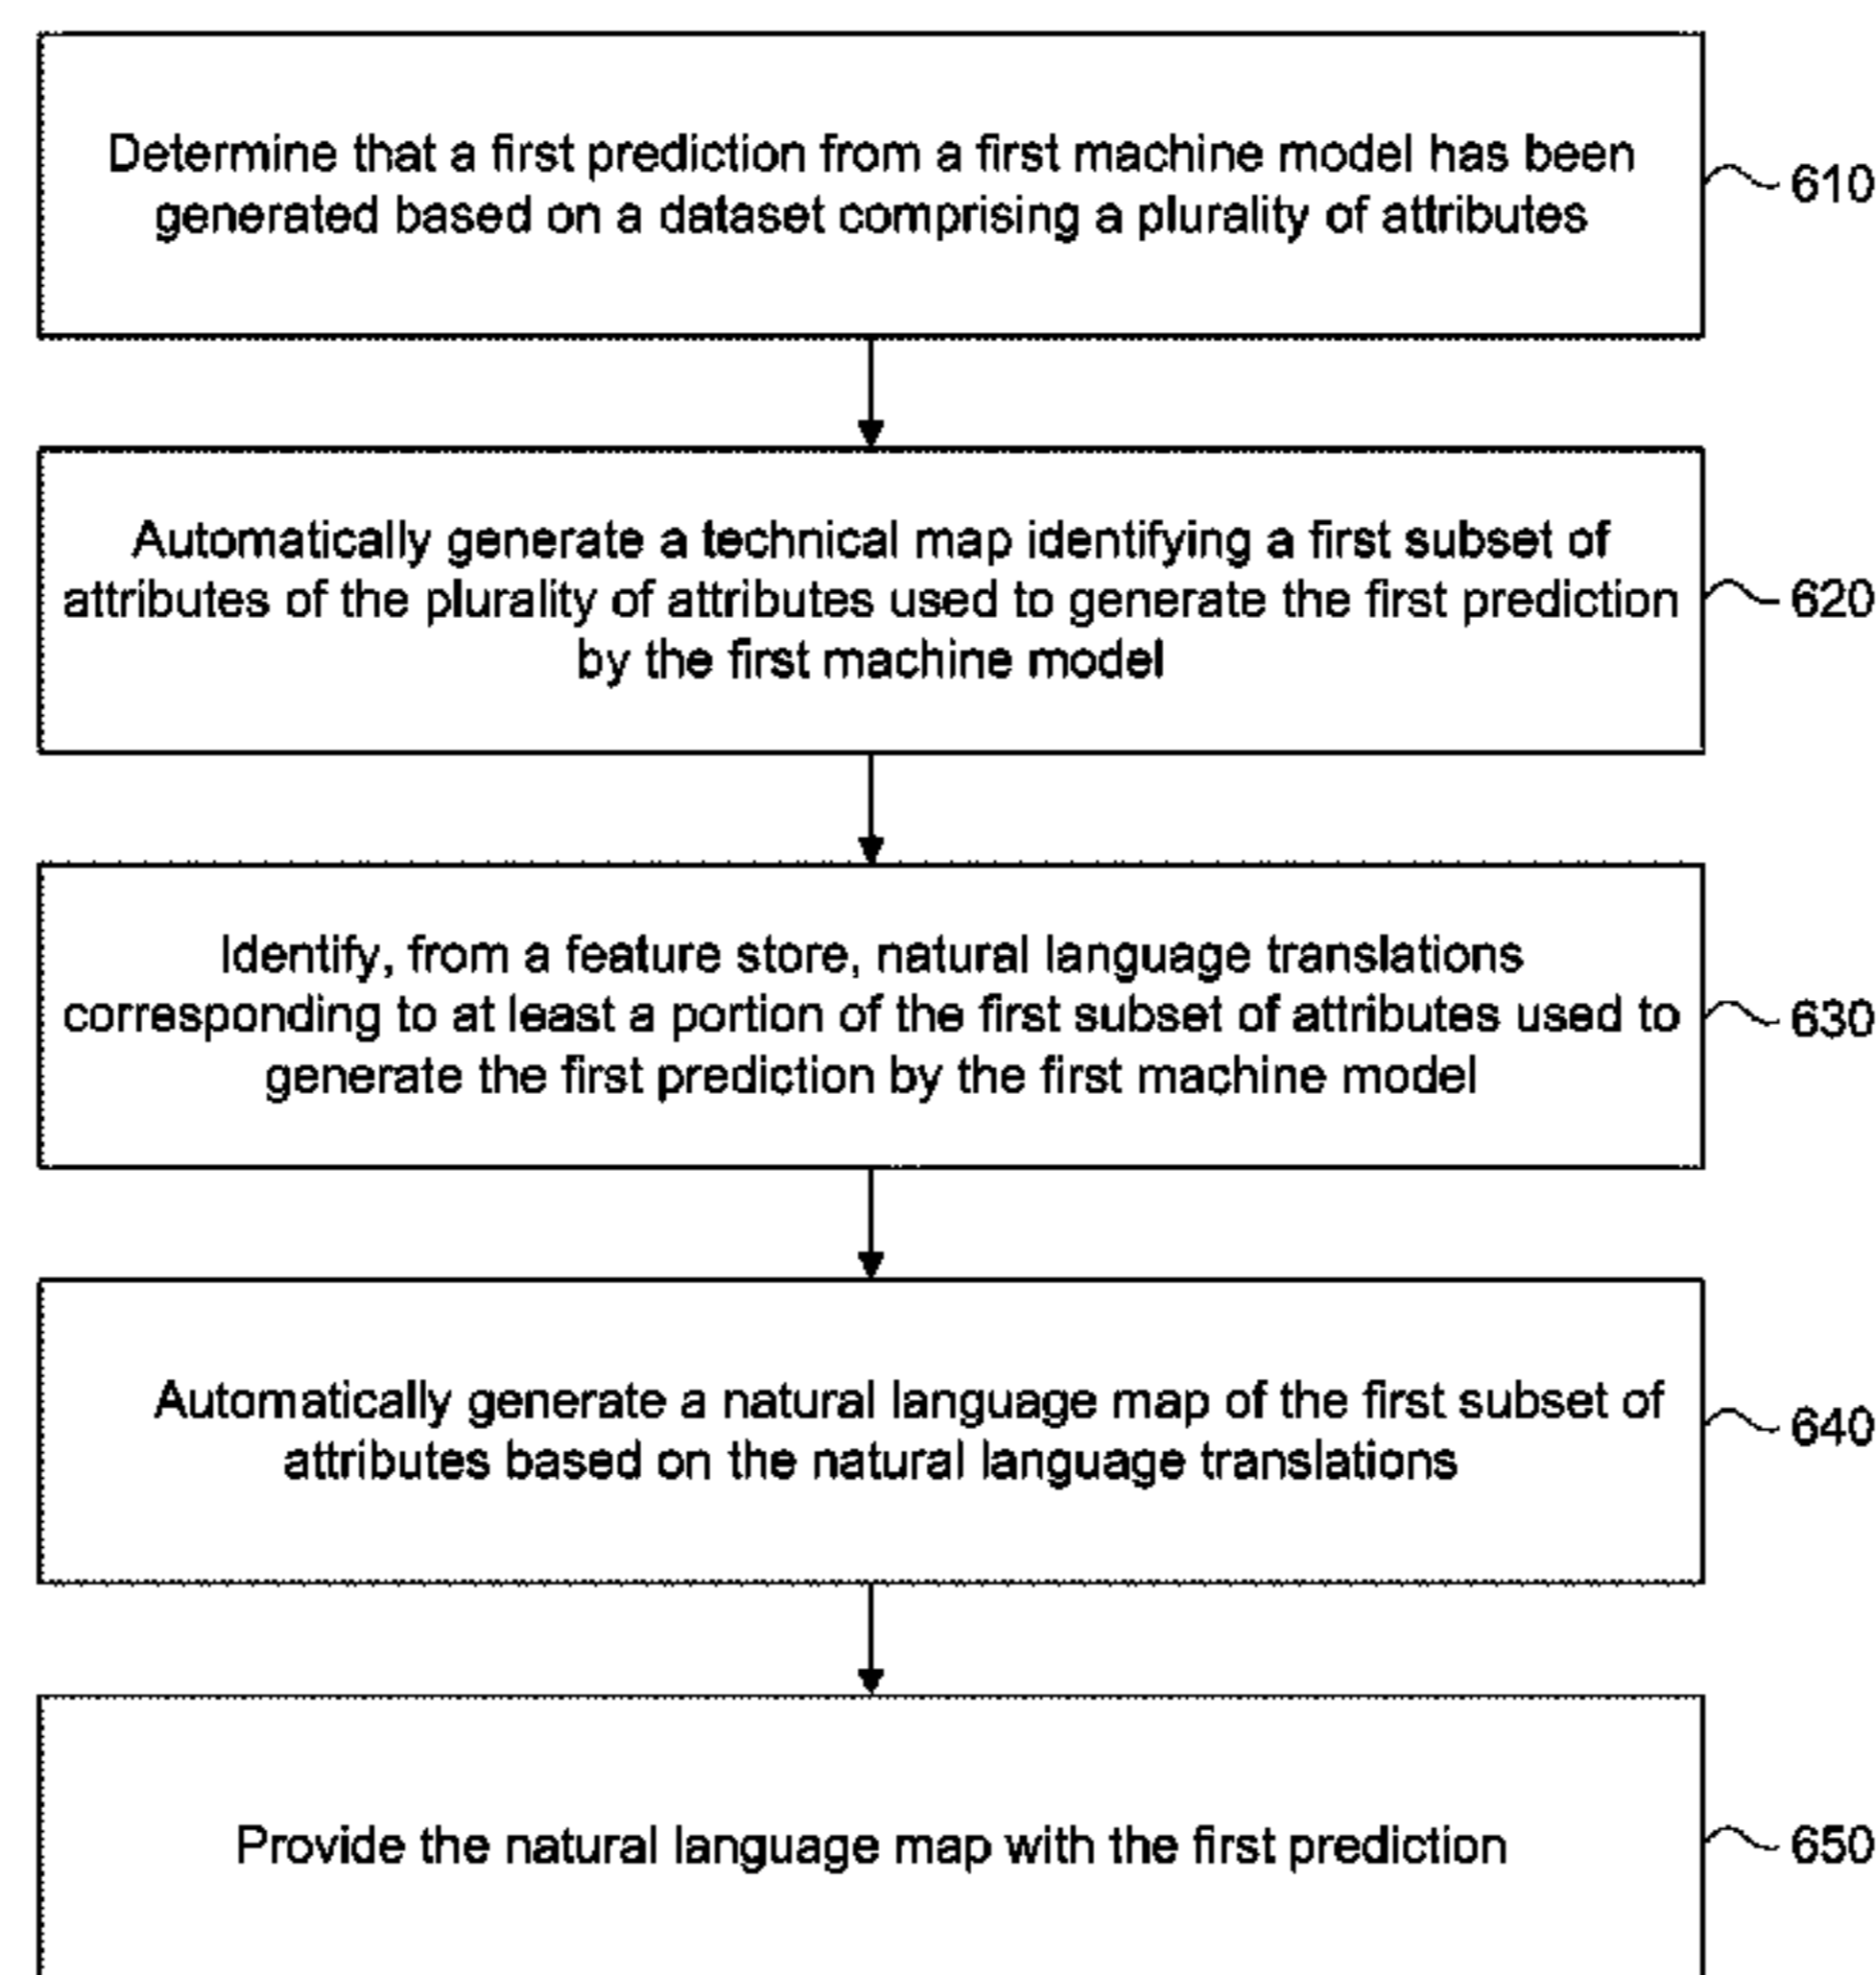 Determine that a first prediction from a first machine model has been
generated based on a dataset comprising a plurality of attributes
610
Automatically generate a technical map identifying a first subset of
attributes of the plurality of attributes used to generate the first prediction
by the first machine model
620
Identify, from a feature store, natural language translations
corresponding to at least a portion of the first subset of attributes used to
generate the first prediction by the first machine model
630
Automatically generate a natural language map of the first subset of
attributes based on the natural language translations
640
Provide the natural language map with the first prediction
650